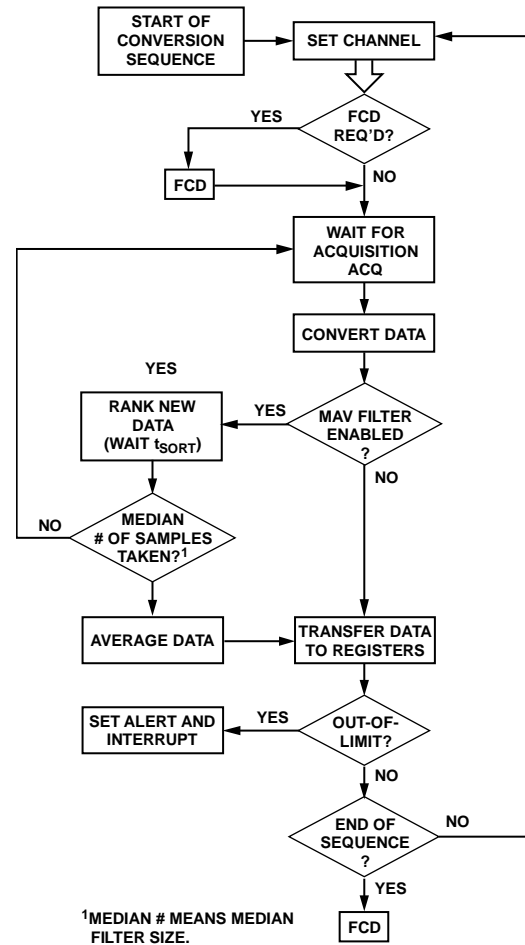 START OF
CONVERSION
SEQUENCE
SET CHANNEL
YES
FCD
REQ'D?
FCD
NO
WAIT FOR
ACQUISITION
ACQ
CONVERT DATA
YES
RANK NEW
DATA
(WAIT tSORT)
YES
MAV FILTER
ENABLED
?
NO
NO
MEDIAN
# OF SAMPLES
TAKEN?1
AVERAGE DATA
TRANSFER DATA
TO REGISTERS
SET ALERT AND
INTERRUPT
YES
OUT-OF-
LIMIT?
NO
END OF
SEQUENCE
?
NO
YES
FCD
1MEDIAN # MEANS MEDIAN
FILTER SIZE.